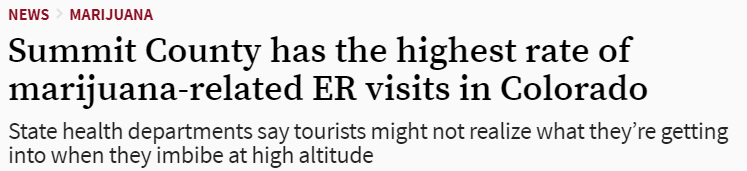 NEWS > MARIJUANA
Summit County has the highest rate of
marijuana-related ER visits in Colorado
State health departments say tourists might not realize what they’re getting
into when they imbibe at high altitude